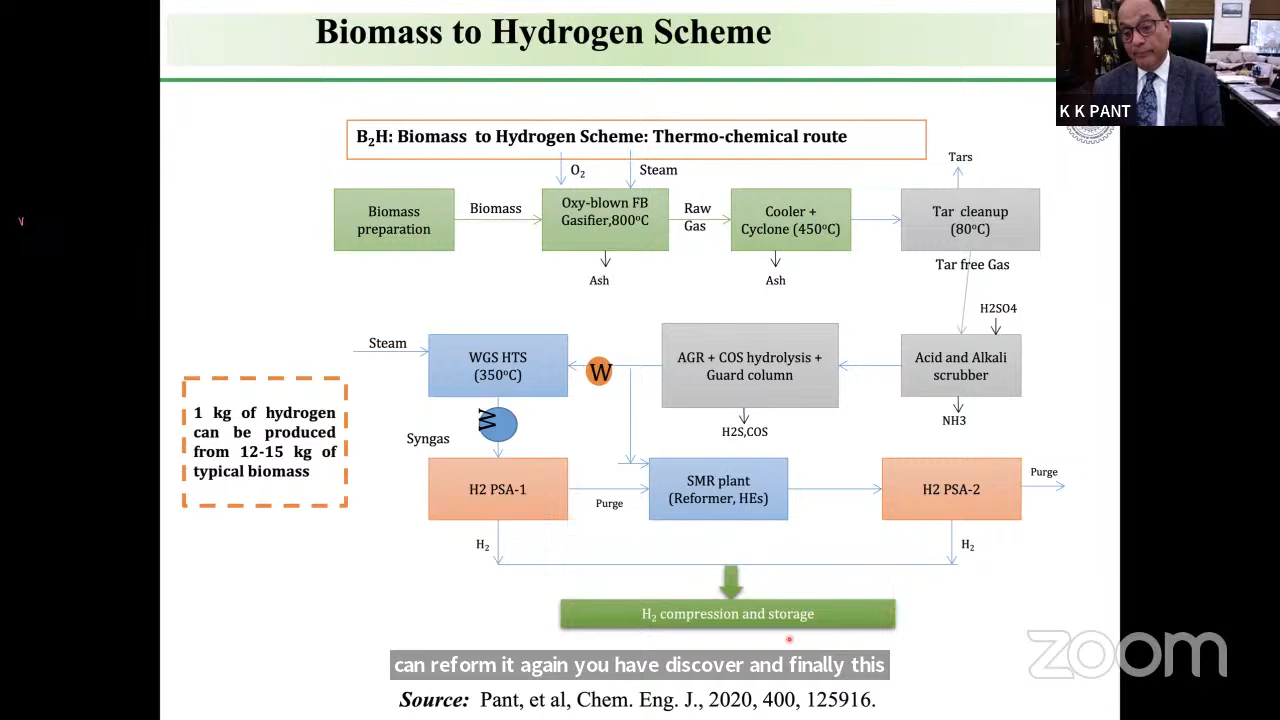 Biomass to Hydrogen Scheme
K K PANT
B2H: Biomass to Hydrogen Scheme: Thermo-chemical route
O2
Steam
Tars
Biomass
preparation
Biomass
Oxy-blown FB
Gasifier,800oC
Raw
Gas
Cooler +
Cyclone (450oC)
Tar cleanup
(80oC)
Ash
Ash
Tar free Gas
H2SO4
Steam
WGS HTS
(350oC)
W
AGR + COS hydrolysis +
Guard column
Acid and Alkali
scrubber
1 kg of hydrogen
can be produced
from 12-15 kg of
typical biomass
W
Syngas
H2S,COS
NH3
H2 PSA-1
Purge
SMR plant
(Reformer, HEs)
H2 PSA-2
Purge
H2
H2
H2 compression and storage
zoom
can reform it again you have discover and finally this
Source: Pant, et al, Chem. Eng. J., 2020, 400, 125916.